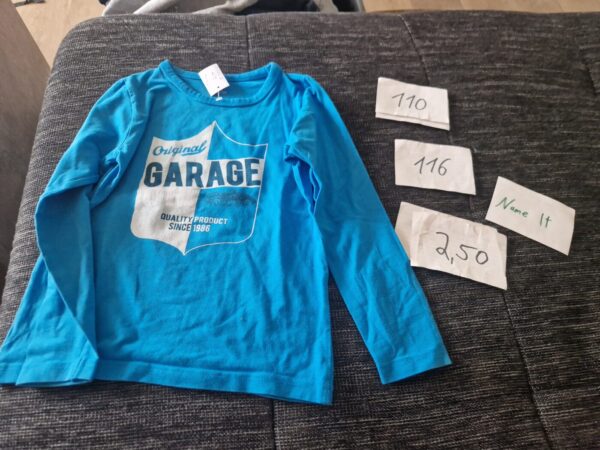 Original
GARAGE
QUALITY PRODUCT
SINCE 1986
110
116
2,50
Name It